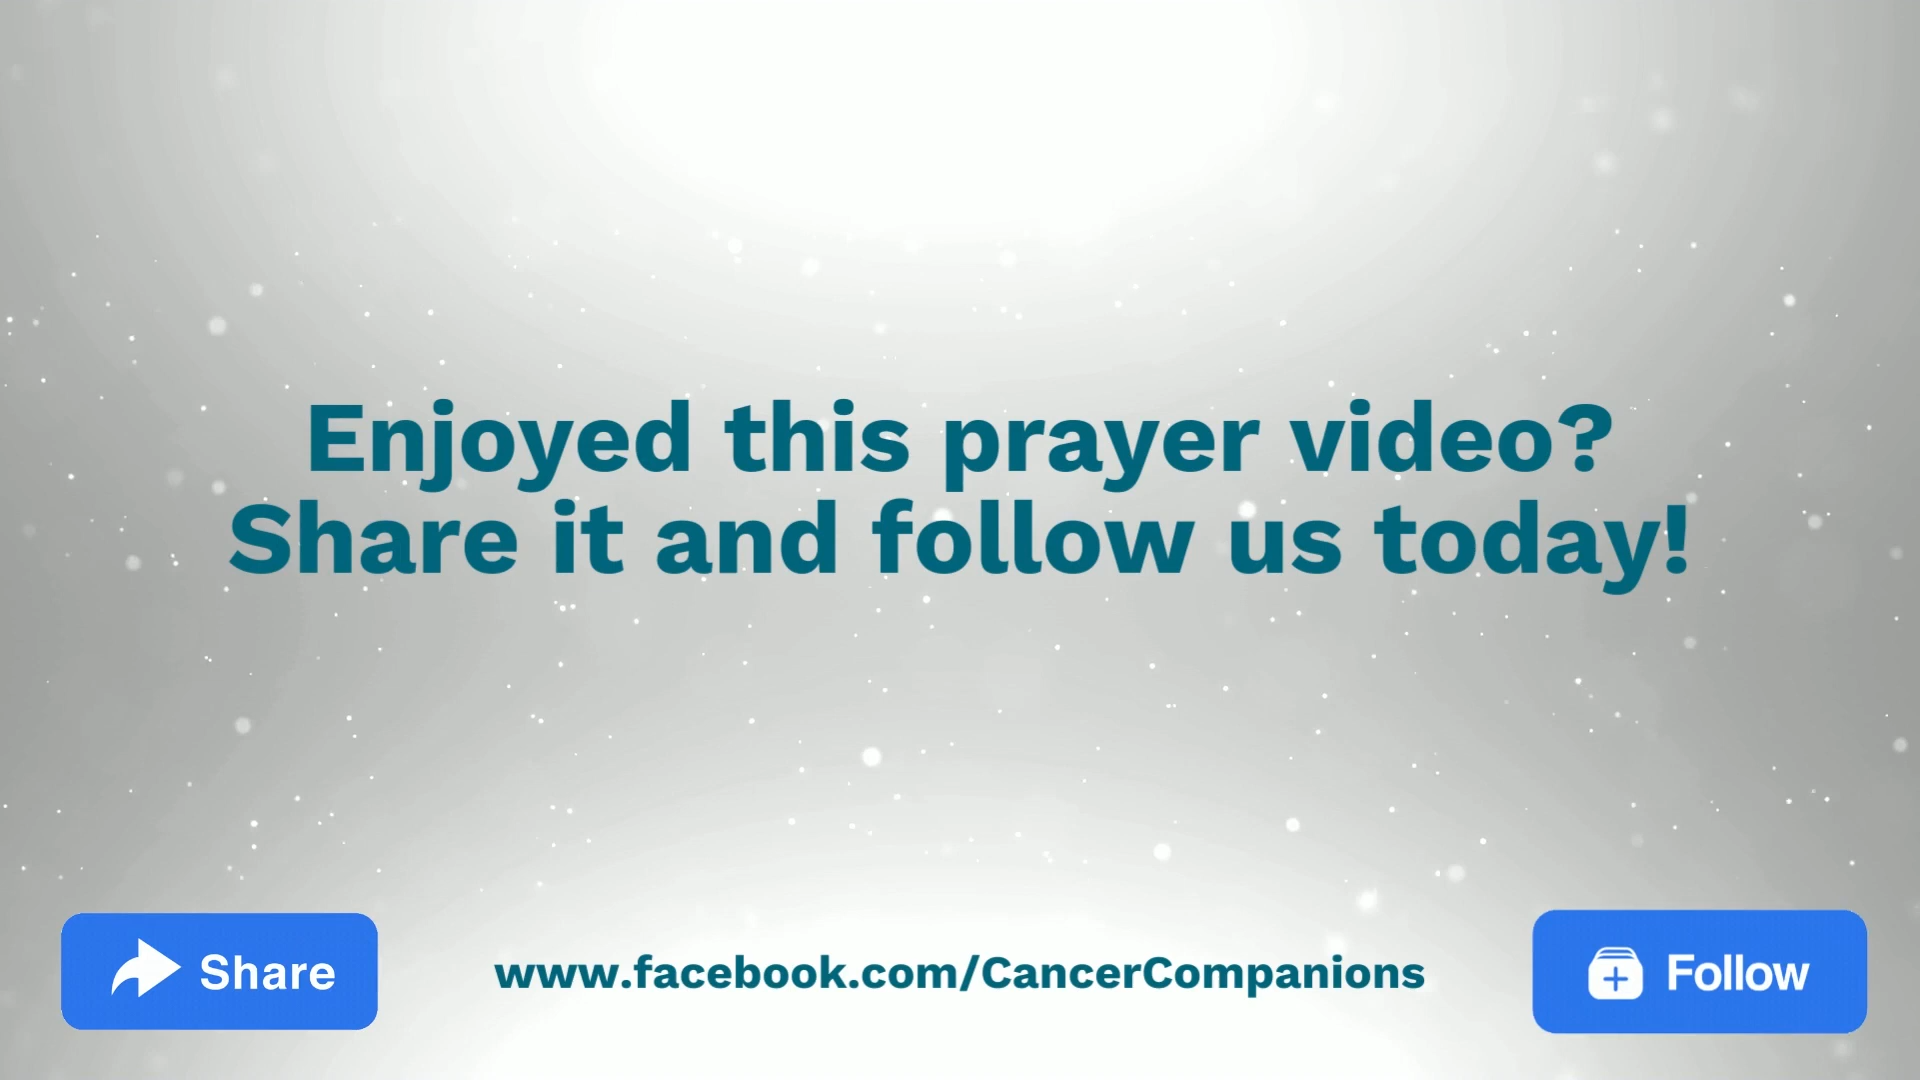 Enjoyed this prayer video?
Share it and follow us today!
Share
www.facebook.com/CancerCompanions
Follow